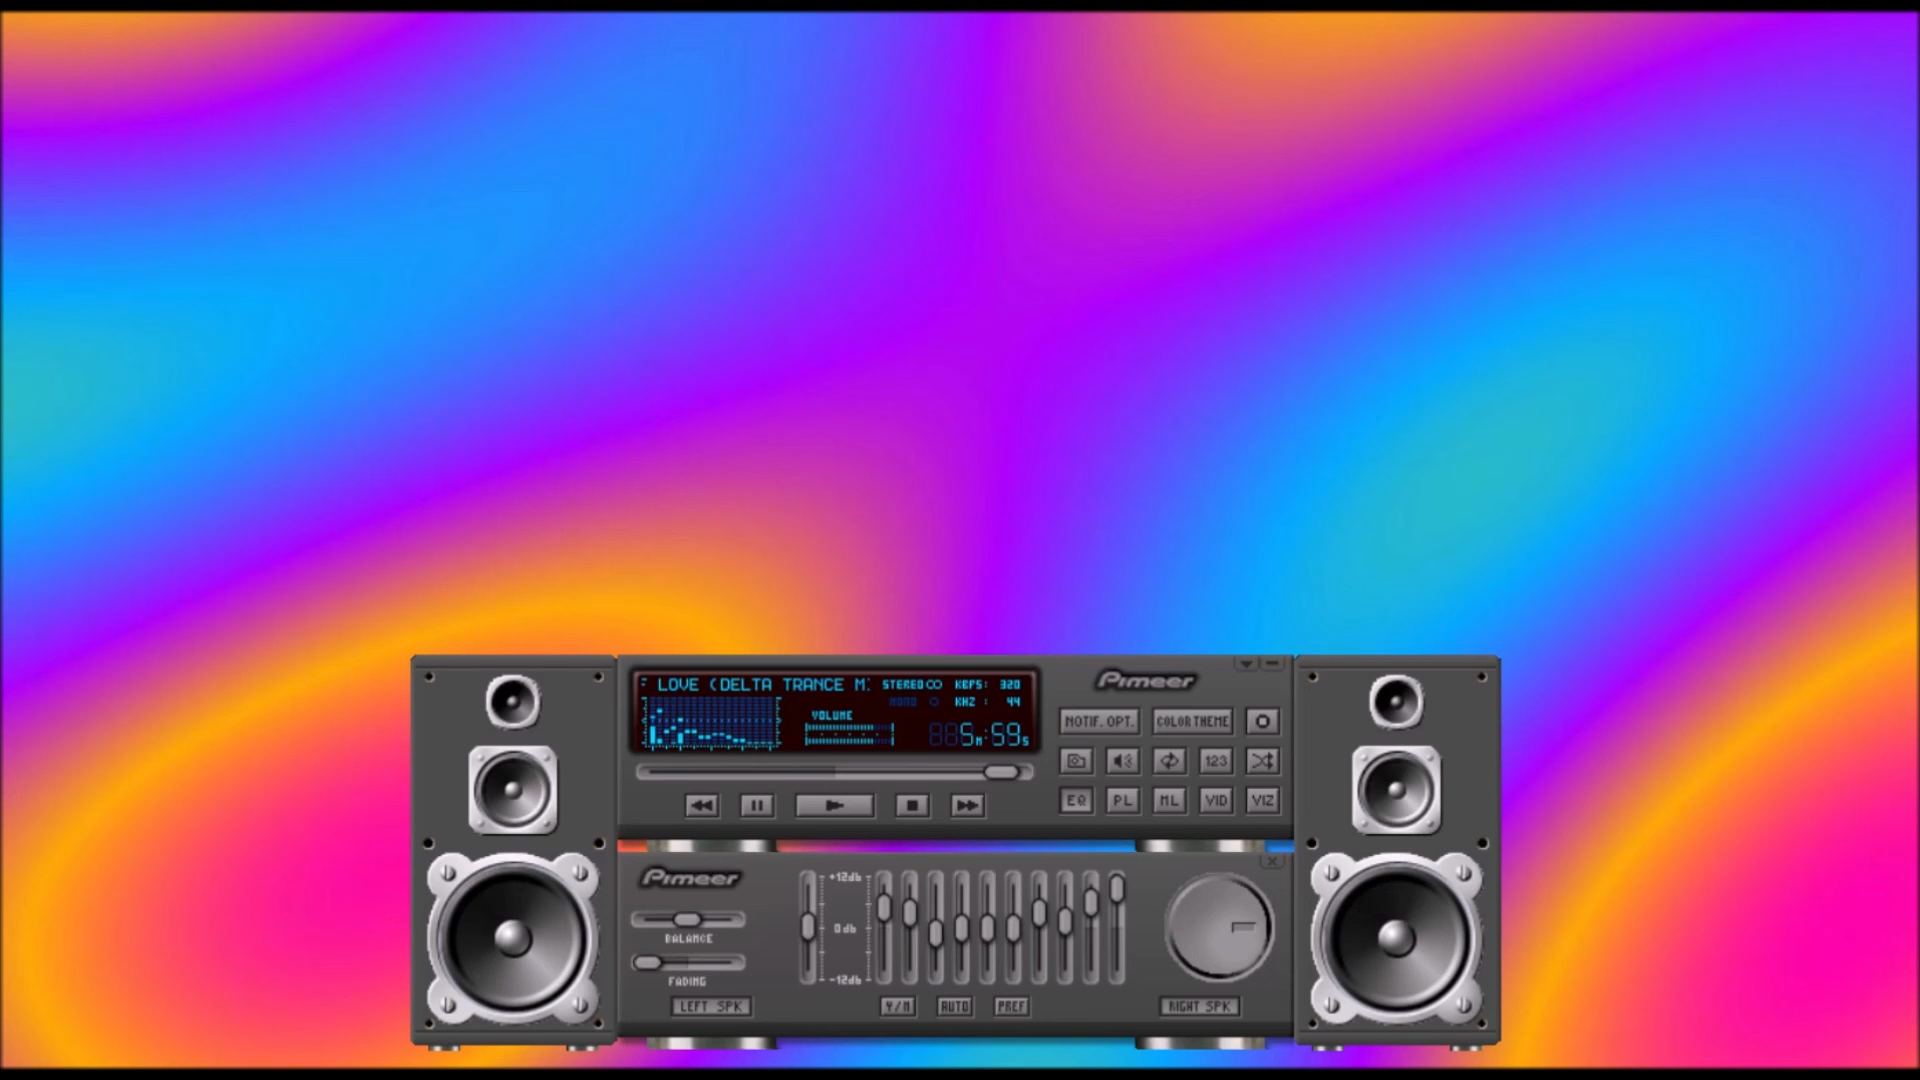 LOVE (DELTA TRANCE M STEREO KBPS: 320
MONO KHZ : 44
VOLUME
5M:59S
Pimeer
NOTIF. OPT. COLOR THEME
123
EQ PL ML VID VIZ
Pimeer
+12db
0db
-12db
BALANCE
FADING
LEFT SPK Y/N AUTO PREF RIGHT SPK